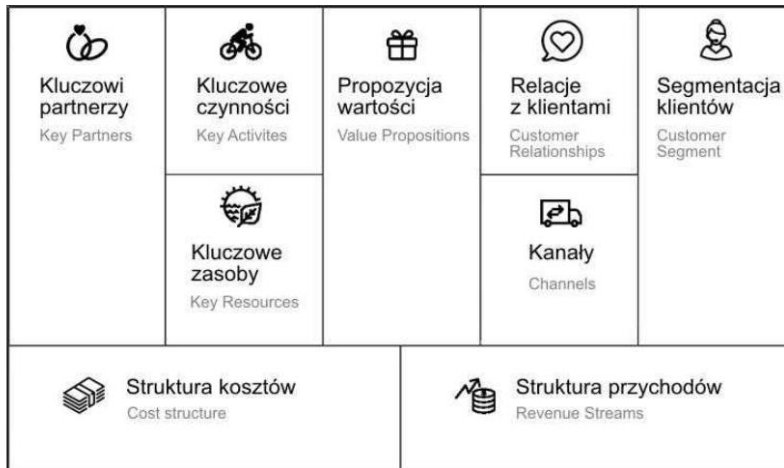 Kluczowi
partnerzy
Key Partners
Kluczowe
czynności
Key Activites
Kluczowe
zasoby
Key Resources
Propozycja
wartości
Value Propositions
Relacje
z klientami
Customer
Relationships
Kanały
Channels
Segmentacja
klientów
Customer
Segment
Struktura kosztów
Cost structure
Struktura przychodów
Revenue Streams